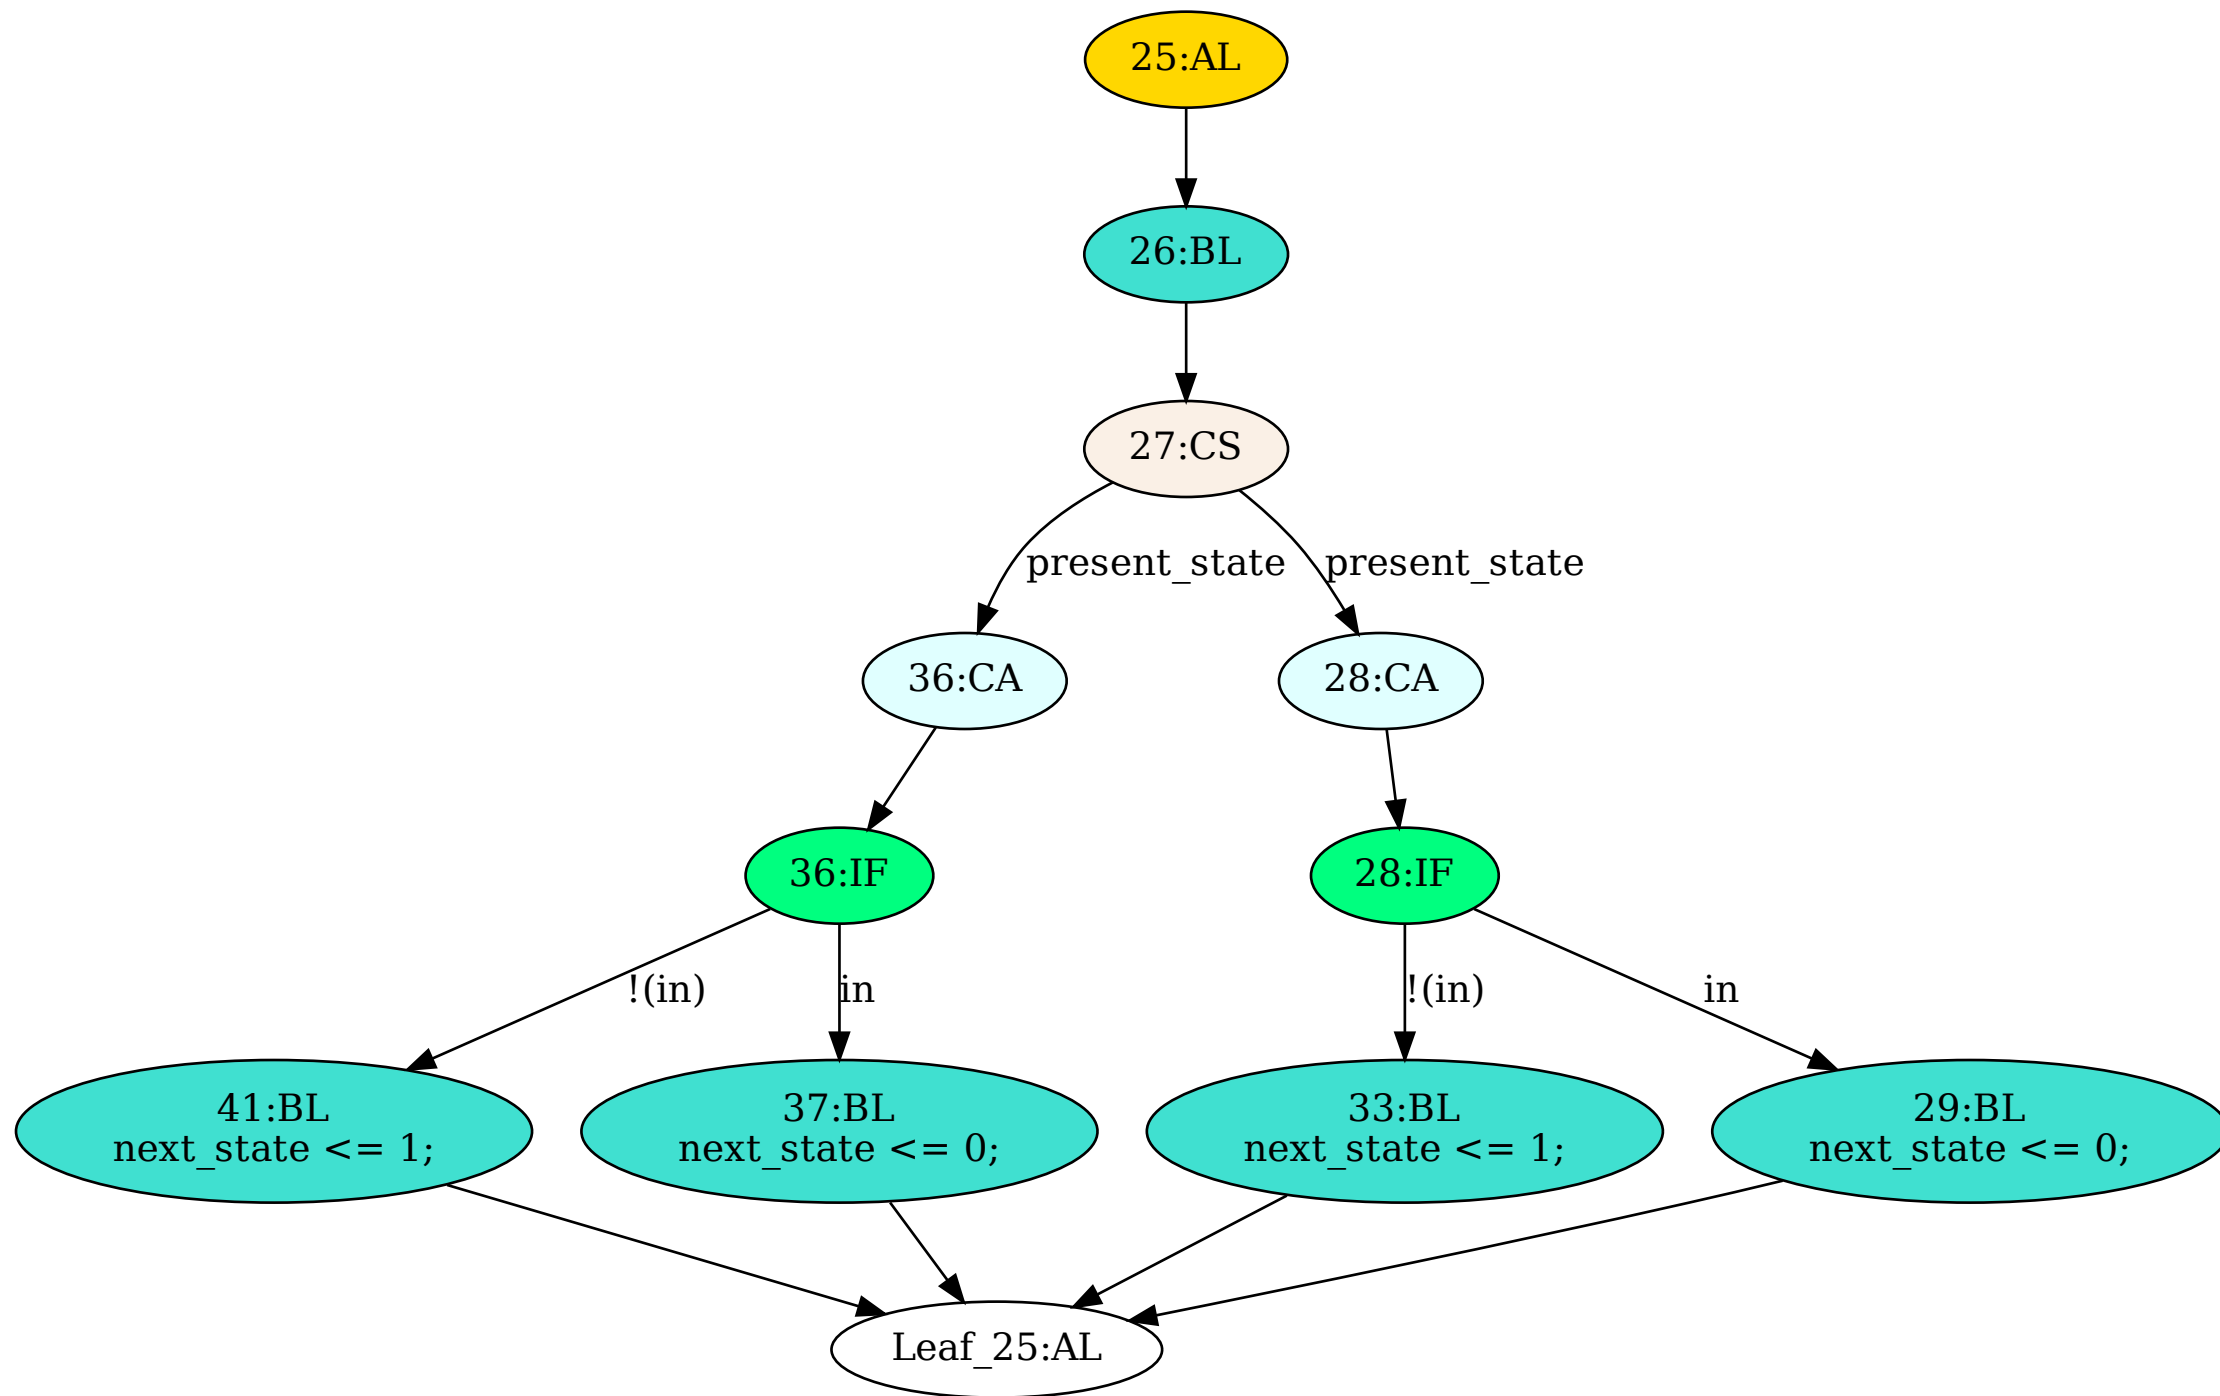 25:AL
26:BL
27:CS
present_state
present_state
36:CA
28:CA
36:IF
28:IF
!(in)
in
!(in)
in
41:BL
next_state <= 1;
37:BL
next_state <= 0;
33:BL
next_state <= 1;
29:BL
next_state <= 0;
Leaf_25:AL